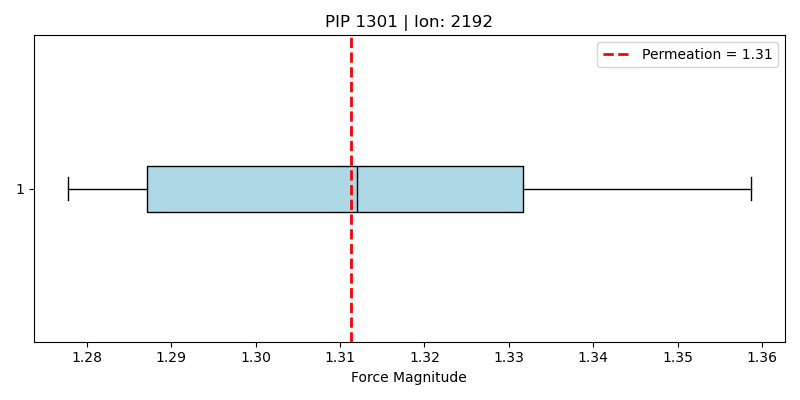 PIP 1301 | Ion: 2192
Permeation = 1.31
1
1.28 1.29 1.30 1.31 1.32 1.33 1.34 1.35 1.36
Force Magnitude